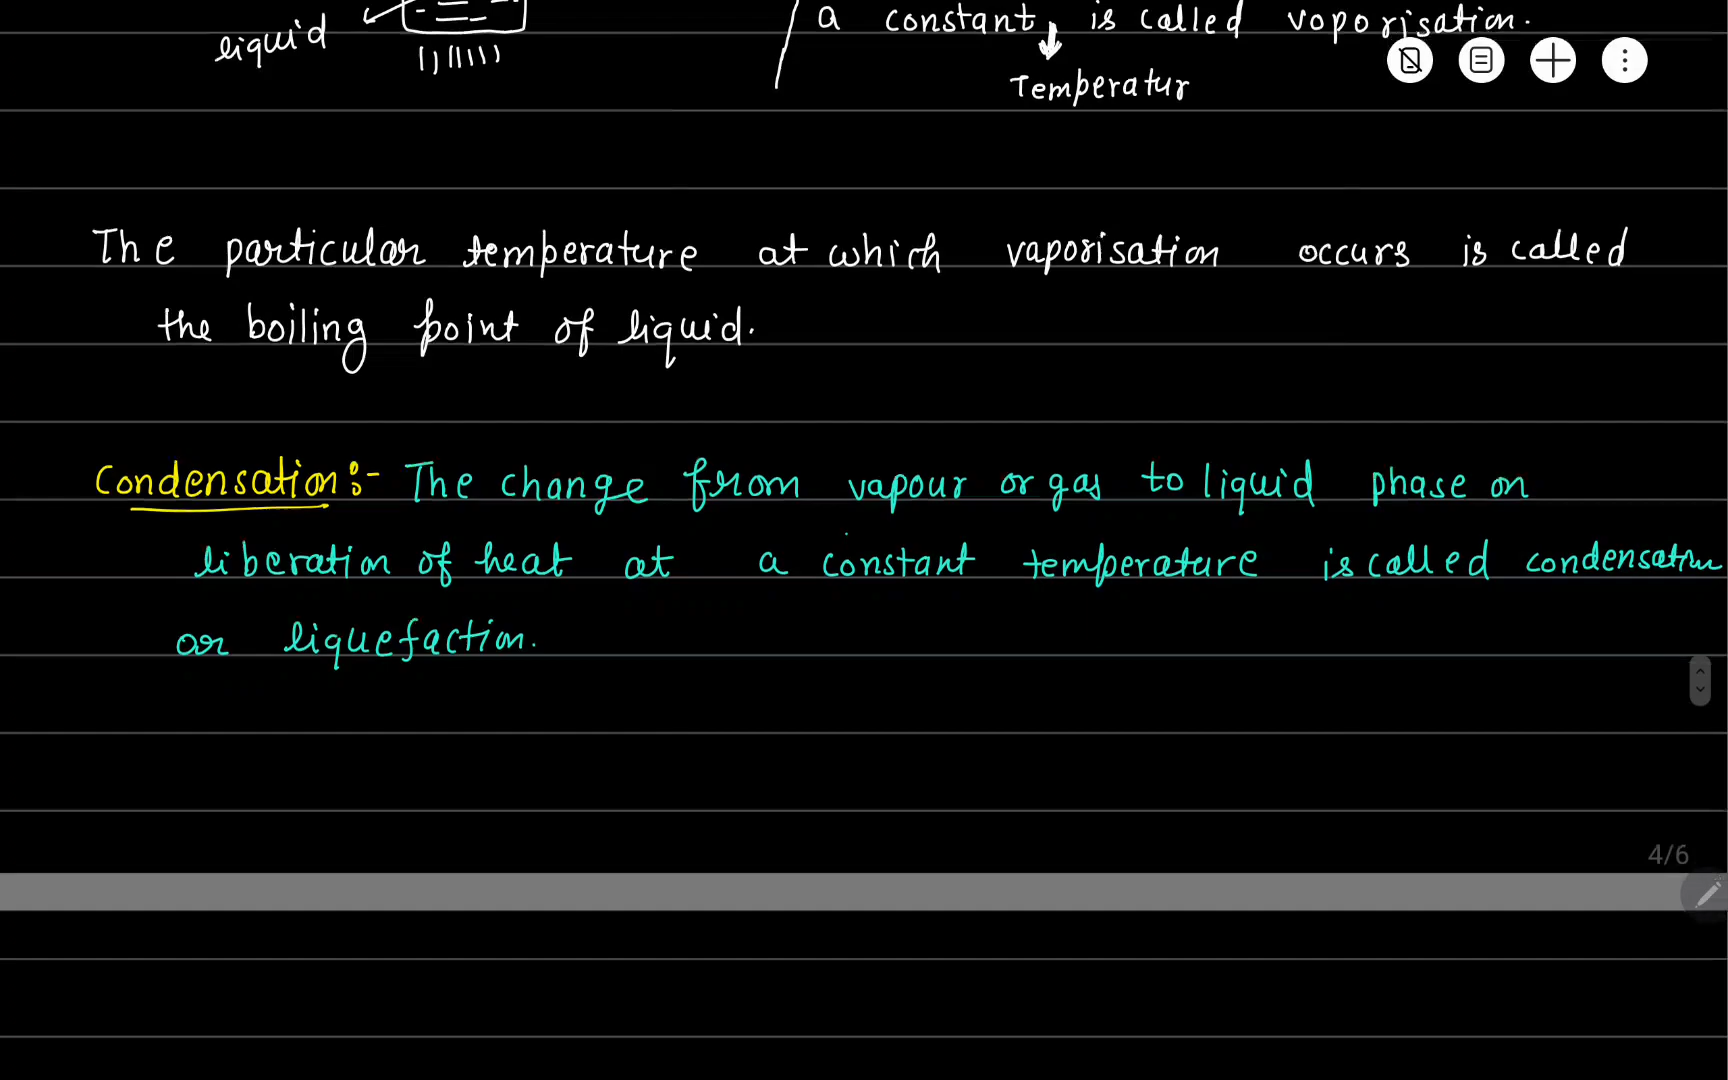 liquid
a constant is called voporisation.
Temperatur
The particular temperature at which vaporisation occurs is called
the boiling point of liquid.
Condensation:- The change from vapour or gas to liquid phase on
liberation of heat at a constant temperature is called condensation
or liquefaction.
4/6